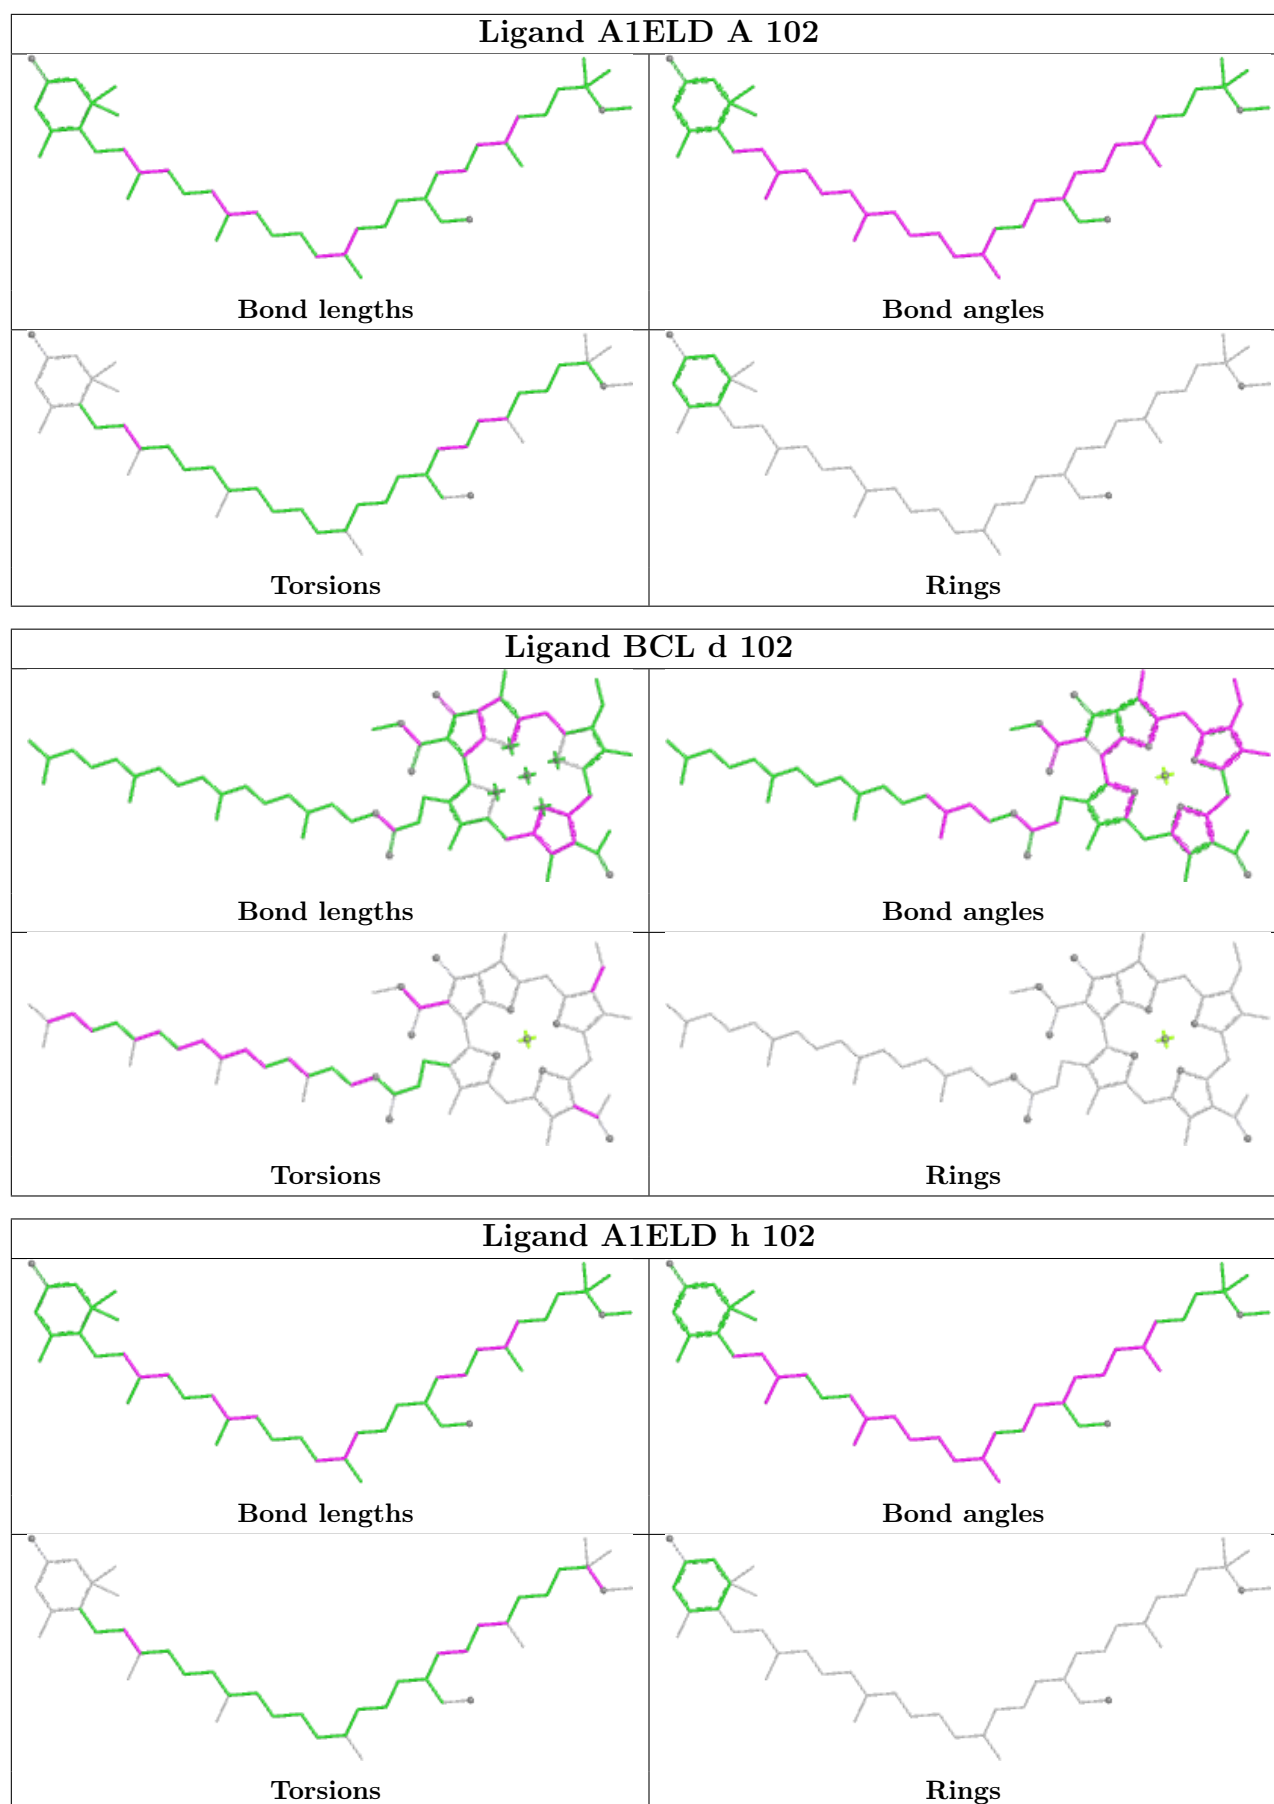 Ligand A1ELD A 102
Bond lengths
Bond angles
Torsions
Rings
Ligand BCL d 102
Bond lengths
Bond angles
Torsions
Rings
Ligand A1ELD h 102
Bond lengths
Bond angles
Torsions
Rings